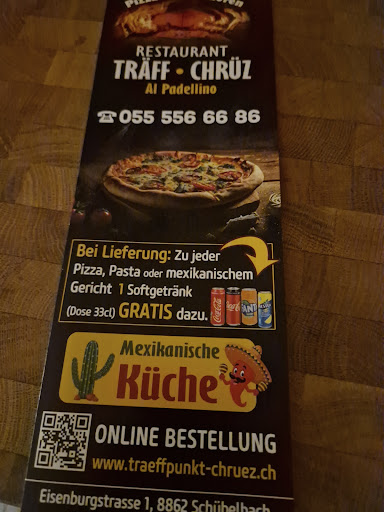 RESTAURANT
TRÄFF • CHRÜZ
Al Padellino
☎055 556 66 86
Bei Lieferung: Zu jeder
Pizza, Pasta oder mexikanischem
Gericht 1 Softgetränk
(Dose 33cl) GRATIS dazu.
Mexikanische
Küche
ONLINE BESTELLUNG
www.traeffpunkt-chruez.ch
Eisenburgstrasse 1, 8862 Schübelbach